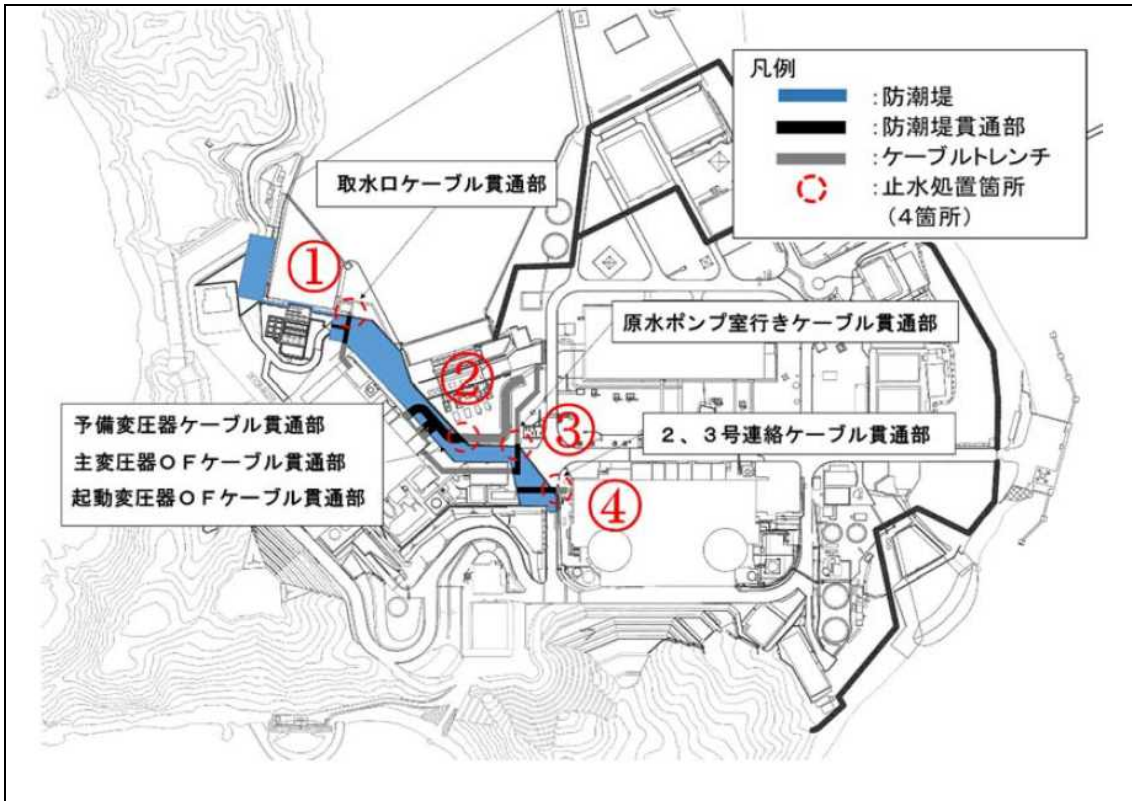 凡例
:防潮堤
:防潮堤貫通部
:ケーブルトレンチ
:止水処置箇所
(4箇所)
取水口ケーブル貫通部
①
原水ポンプ室行きケーブル貫通部
②
③
2、3号連絡ケーブル貫通部
予備変圧器ケーブル貫通部
主変圧器OFケーブル貫通部
起動変圧器OFケーブル貫通部
④